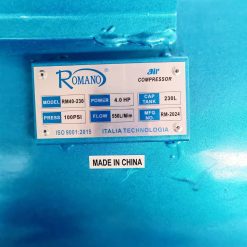 ROMANO air
COMPRESSOR
MODEL RM40-230 POWER 4.0 HP CAP TANK 230L
PRESS 100PSI FLOW 550L/Min MFG NO. RM-2024
ISO 9001:2015 ITALIA TECHNOLOGIA
MADE IN CHINA